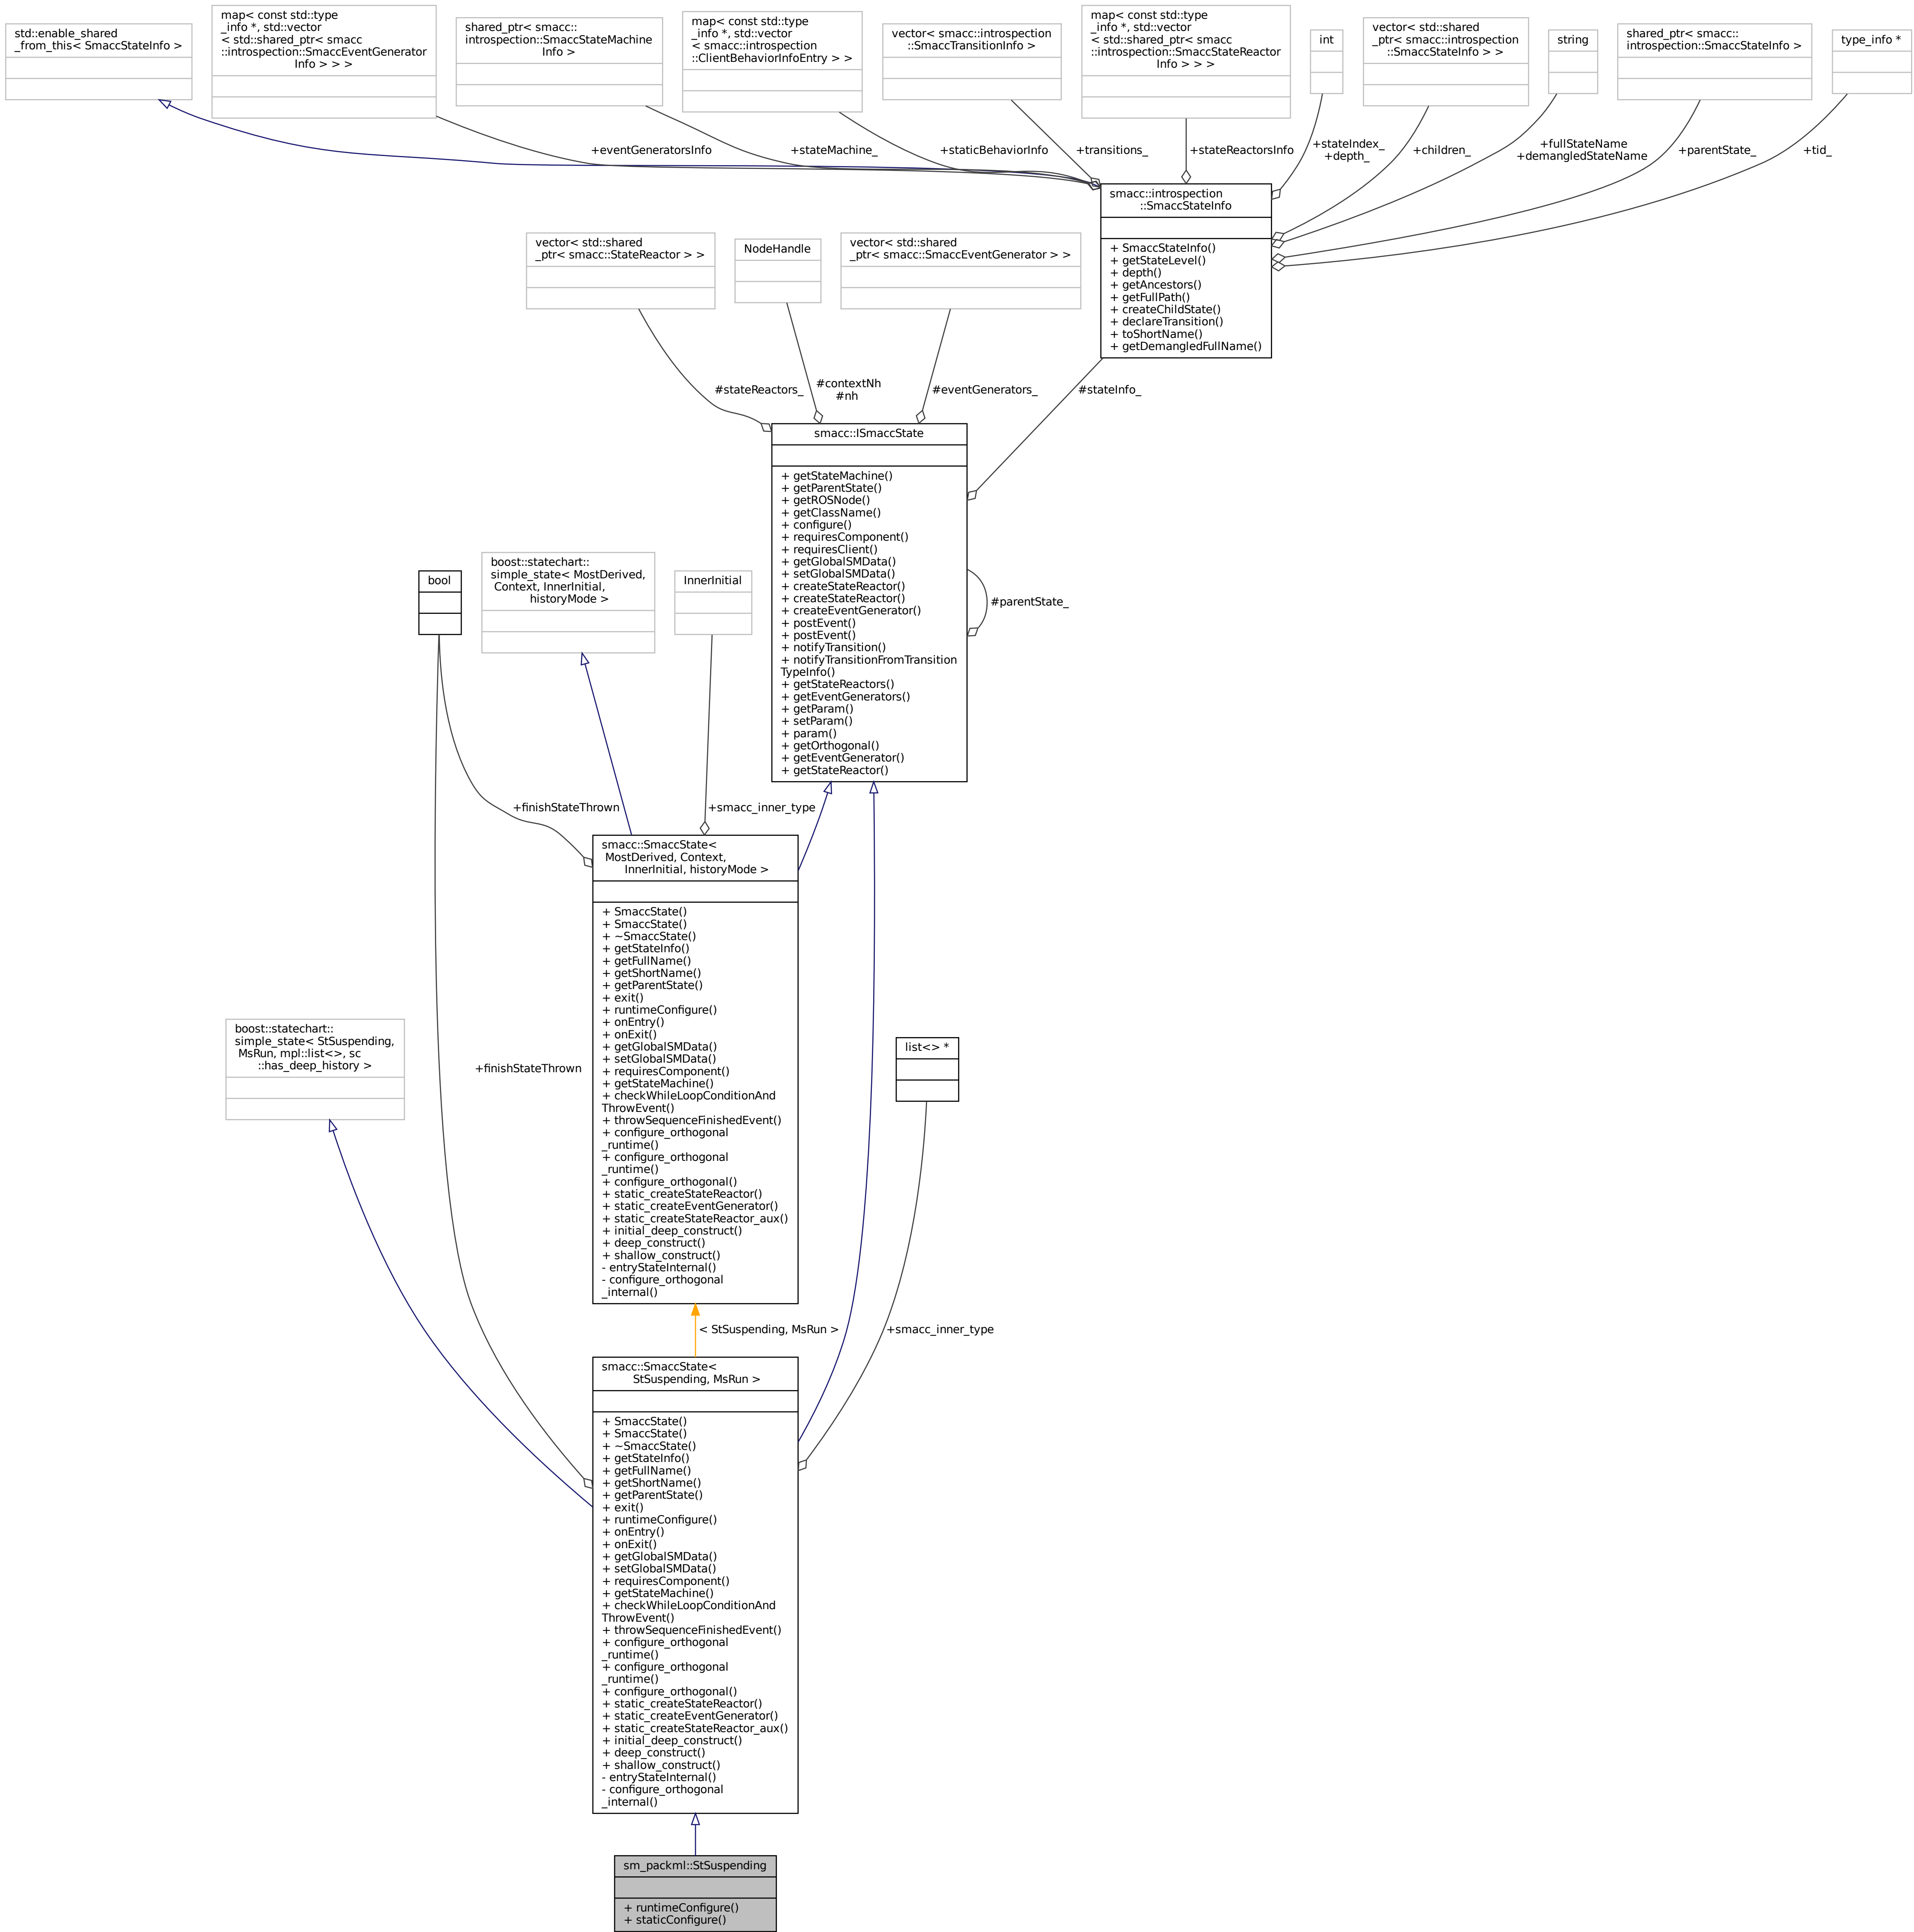 std::enable_shared
_from_this< SmaccStateInfo >
map< const std::type
_info *, std::vector
< std::shared_ptr< smacc
::introspection::SmaccEventGenerator
Info > > >
shared_ptr< smacc::
introspection::SmaccStateMachine
Info >
map< const std::type
_info *, std::vector
< smacc::introspection
::ClientBehaviorInfoEntry > >
vector< smacc::introspection
::SmaccTransitionInfo >
map< const std::type
_info *, std::vector
< std::shared_ptr< smacc
::introspection::SmaccStateReactor
Info > > >
int
vector< std::shared
_ptr< smacc::introspection
::SmaccStateInfo > >
string
shared_ptr< smacc::
introspection::SmaccStateInfo >
type_info *
+eventGeneratorsInfo
+stateMachine_
+staticBehaviorInfo
+transitions_
+stateReactorsInfo
+stateIndex_
+depth_
+children_
+fullStateName
+demangledStateName
+parentState_
+tid_
smacc::introspection
::SmaccStateInfo
+ SmaccStateInfo()
+ getStateLevel()
+ depth()
+ getAncestors()
+ getFullPath()
+ createChildState()
+ declareTransition()
+ toShortName()
+ getDemangledFullName()
vector< std::shared
_ptr< smacc::StateReactor > >
NodeHandle
vector< std::shared
_ptr< smacc::SmaccEventGenerator > >
#stateReactors_
#contextNh
#nh
#eventGenerators_
#stateInfo_
smacc::ISmaccState
+ getStateMachine()
+ getParentState()
+ getROSNode()
+ getClassName()
+ configure()
+ requiresComponent()
+ requiresClient()
+ getGlobalSMData()
+ setGlobalSMData()
+ createStateReactor()
+ createStateReactor()
+ createEventGenerator()
+ postEvent()
+ postEvent()
+ notifyTransition()
+ notifyTransitionFromTransition
TypeInfo()
+ getStateReactors()
+ getEventGenerators()
+ getParam()
+ setParam()
+ param()
+ getOrthogonal()
+ getEventGenerator()
+ getStateReactor()
#parentState_
bool
boost::statechart::
simple_state< MostDerived,
Context, InnerInitial,
historyMode >
InnerInitial
+finishStateThrown
+smacc_inner_type
smacc::SmaccState<
MostDerived, Context,
InnerInitial, historyMode >
+ SmaccState()
+ SmaccState()
+ ~SmaccState()
+ getStateInfo()
+ getFullName()
+ getShortName()
+ getParentState()
+ exit()
+ runtimeConfigure()
+ onEntry()
+ onExit()
+ getGlobalSMData()
+ setGlobalSMData()
+ requiresComponent()
+ getStateMachine()
+ checkWhileLoopConditionAnd
ThrowEvent()
+ throwSequenceFinishedEvent()
+ configure_orthogonal
_runtime()
+ configure_orthogonal
_runtime()
+ configure_orthogonal()
+ static_createStateReactor()
+ static_createEventGenerator()
+ static_createStateReactor_aux()
+ initial_deep_construct()
+ deep_construct()
+ shallow_construct()
- entryStateInternal()
- configure_orthogonal
_internal()
boost::statechart::
simple_state< StSuspending,
MsRun, mpl::list<>, sc
::has_deep_history >
+finishStateThrown
list<> *
< StSuspending, MsRun >
+smacc_inner_type
smacc::SmaccState<
StSuspending, MsRun >
+ SmaccState()
+ SmaccState()
+ ~SmaccState()
+ getStateInfo()
+ getFullName()
+ getShortName()
+ getParentState()
+ exit()
+ runtimeConfigure()
+ onEntry()
+ onExit()
+ getGlobalSMData()
+ setGlobalSMData()
+ requiresComponent()
+ getStateMachine()
+ checkWhileLoopConditionAnd
ThrowEvent()
+ throwSequenceFinishedEvent()
+ configure_orthogonal
_runtime()
+ configure_orthogonal
_runtime()
+ configure_orthogonal()
+ static_createStateReactor()
+ static_createEventGenerator()
+ static_createStateReactor_aux()
+ initial_deep_construct()
+ deep_construct()
+ shallow_construct()
- entryStateInternal()
- configure_orthogonal
_internal()
sm_packml::StSuspending
+ runtimeConfigure()
+ staticConfigure()